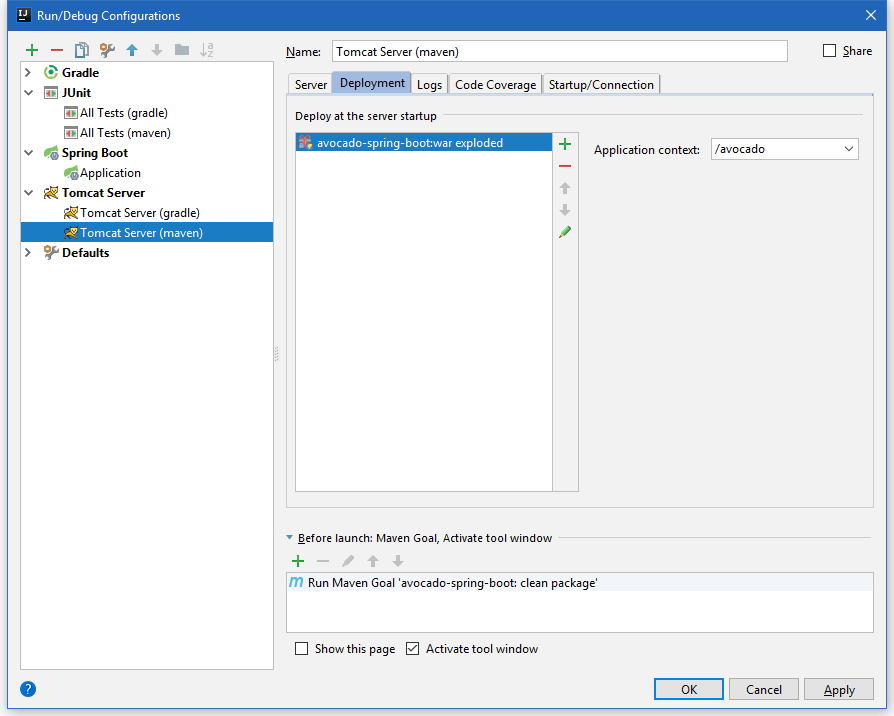 Run/Debug Configurations
Name: Tomcat Server (maven) Share
Gradle
JUnit
All Tests (gradle)
All Tests (maven)
Spring Boot
Application
Tomcat Server
Tomcat Server (gradle)
Tomcat Server (maven)
Defaults
Server Deployment Logs Code Coverage Startup/Connection
Deploy at the server startup
avocado-spring-boot:war exploded
Application context: /avocado
Before launch: Maven Goal, Activate tool window
m Run Maven Goal 'avocado-spring-boot: clean package'
Show this page Activate tool window
? OK Cancel Apply